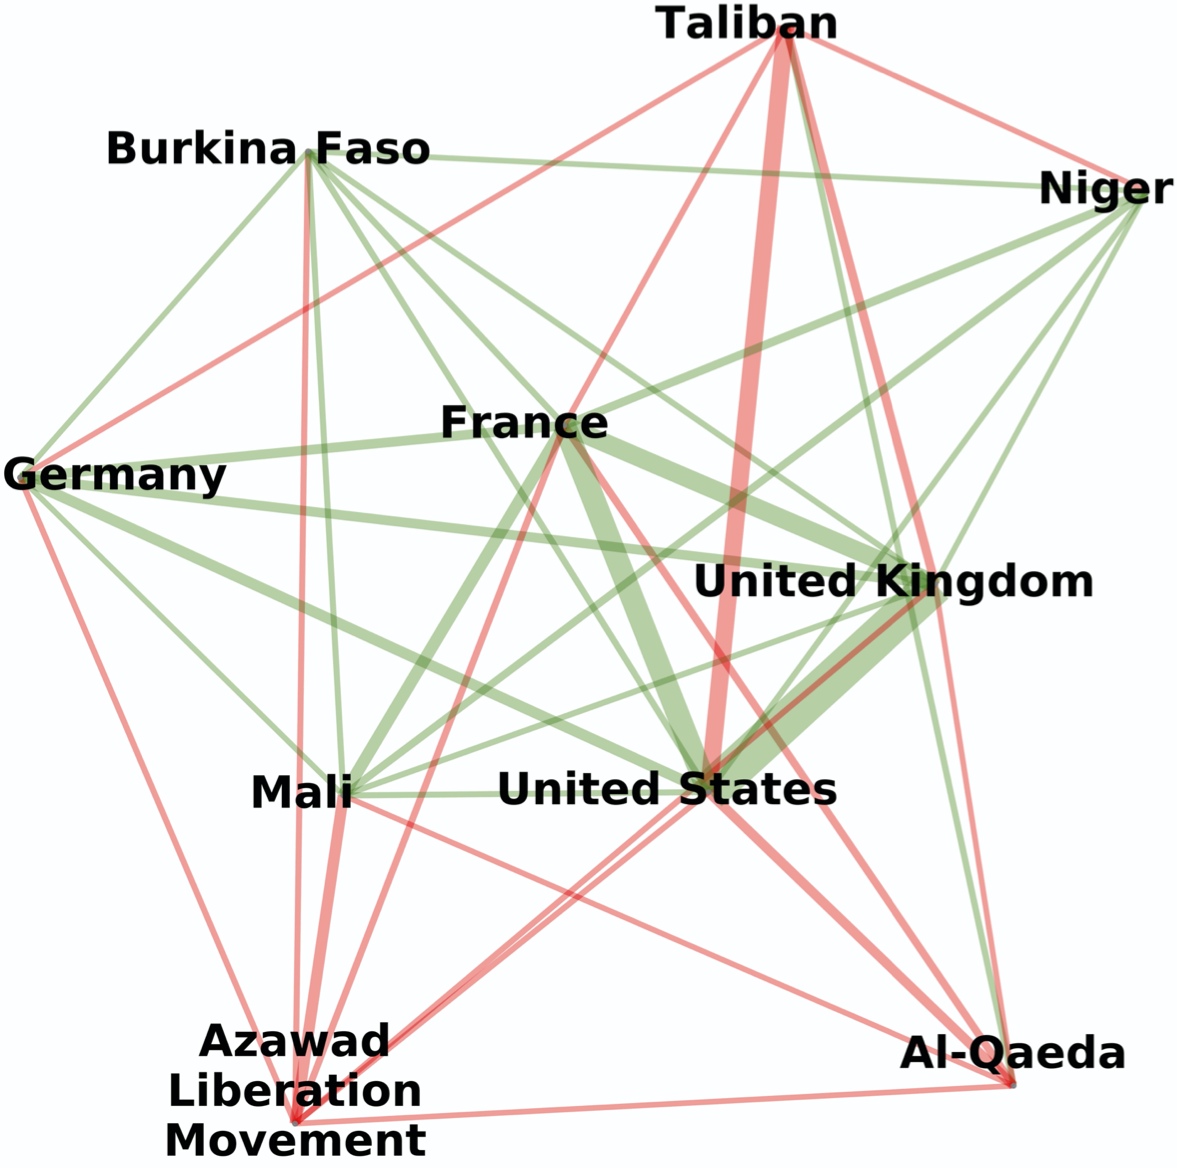 Taliban
Burkina Faso
Niger
France
Germany
United Kingdom
Mali
United States
Azawad
Liberation
Movement
Al-Qaeda